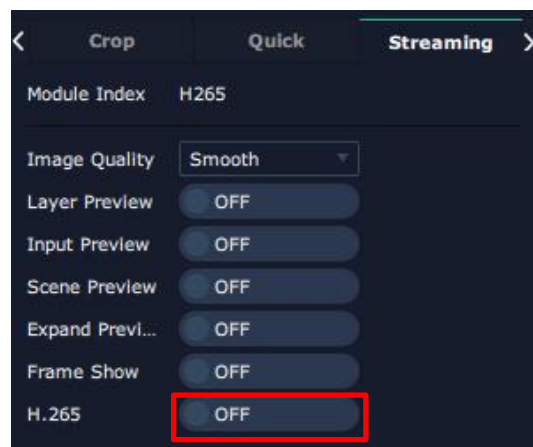 Crop Quick Streaming
Module Index H265
Image Quality Smooth
Layer Preview OFF
Input Preview OFF
Scene Preview OFF
Expand Previ... OFF
Frame Show OFF
H.265 OFF